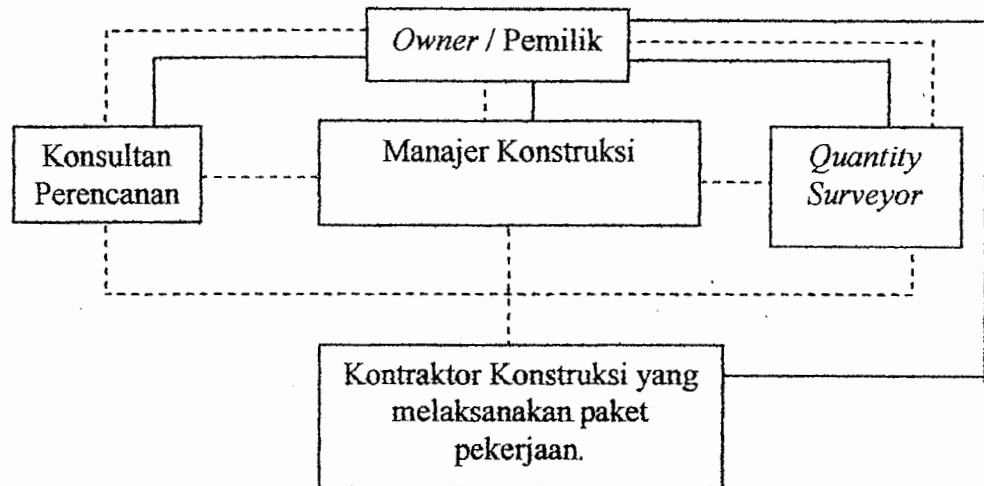 Owner / Pemilik
Konsultan
Perencanan
Manajer Konstruksi
Quantity
Surveyor
Kontraktor Konstruksi yang
melaksanakan paket
pekerjaan.